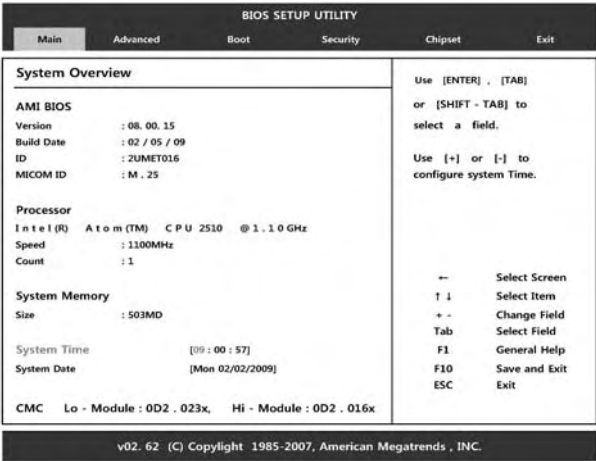 BIOS SETUP UTILITY
Main Advanced Boot Security Chipset Exit
System Overview
AMI BIOS
Version : 08. 00. 15
Build Date : 02 / 05 / 09
ID : 2UMET016
MICOM ID : M . 25
Processor
I n t e l (R) A t o m (TM) C P U 2510 @ 1 . 1 0 GHz
Speed : 1100MHz
Count : 1
System Memory
Size : 503MD
System Time [09 : 00 : 57]
System Date [Mon 02/02/2009]
CMC Lo - Module : 0D2 . 023x, Hi - Module : 0D2 . 016x
Use [ENTER] , [TAB]
or [SHIFT - TAB] to
select a field.
Use [+] or [-] to
configure system Time.
← Select Screen
↑ ↓ Select Item
+ - Change Field
Tab Select Field
F1 General Help
F10 Save and Exit
ESC Exit
v02. 62 (C) Copylight 1985-2007, American Megatrends , INC.